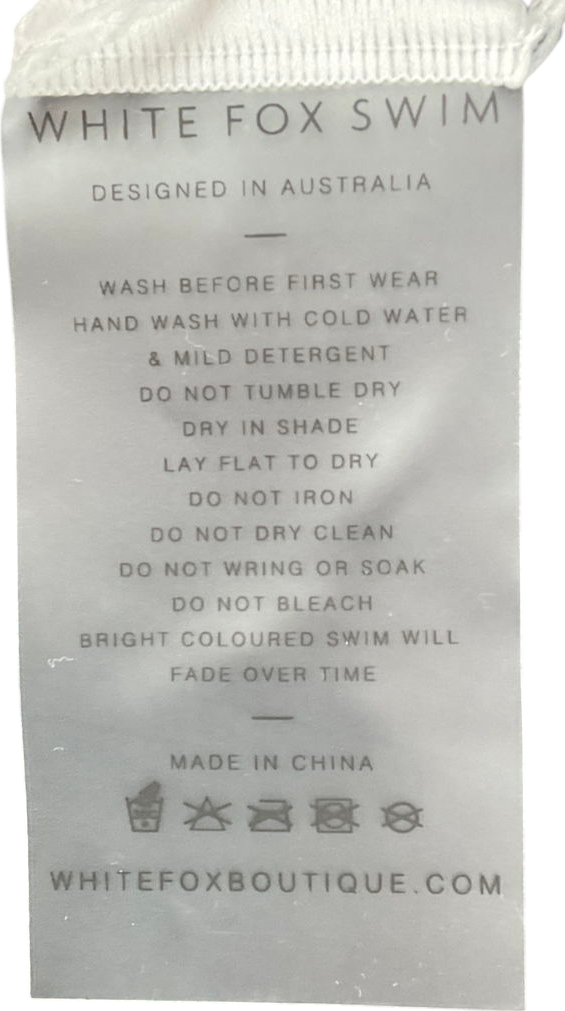 WHITE FOX SWIM
DESIGNED IN AUSTRALIA
WASH BEFORE FIRST WEAR
HAND WASH WITH COLD WATER
& MILD DETERGENT
DO NOT TUMBLE DRY
DRY IN SHADE
LAY FLAT TO DRY
DO NOT IRON
DO NOT DRY CLEAN
DO NOT WRING OR SOAK
DO NOT BLEACH
BRIGHT COLOURED SWIM WILL
FADE OVER TIME
MADE IN CHINA
WHITEFOXBOUTIQUE.COM